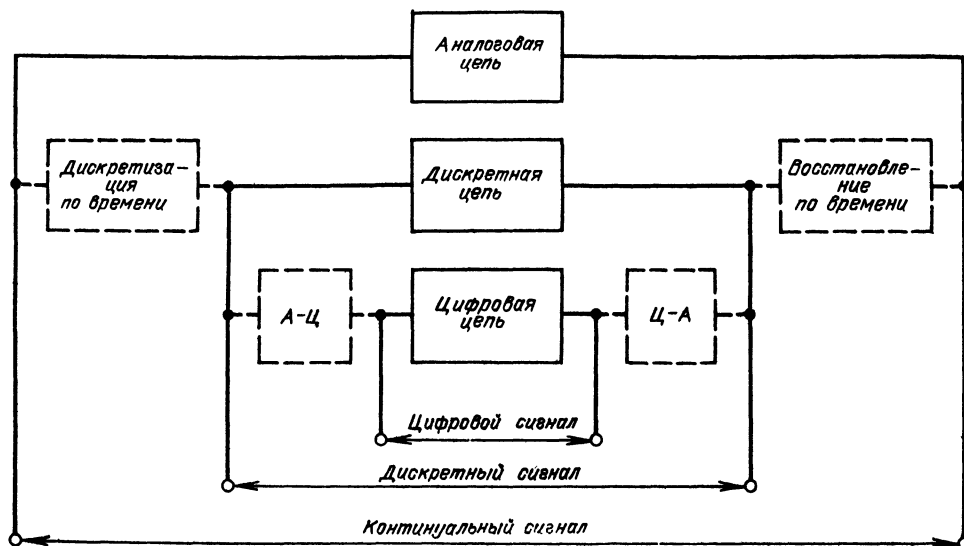 Аналоговая
цепь
Дискретиза-
ция
по времени
Дискретная
цепь
Восстановле-
ние
по времени
А-Ц
Цифровая
цепь
Ц-А
Цифровой сигнал
Дискретный сигнал
Континуальный сигнал